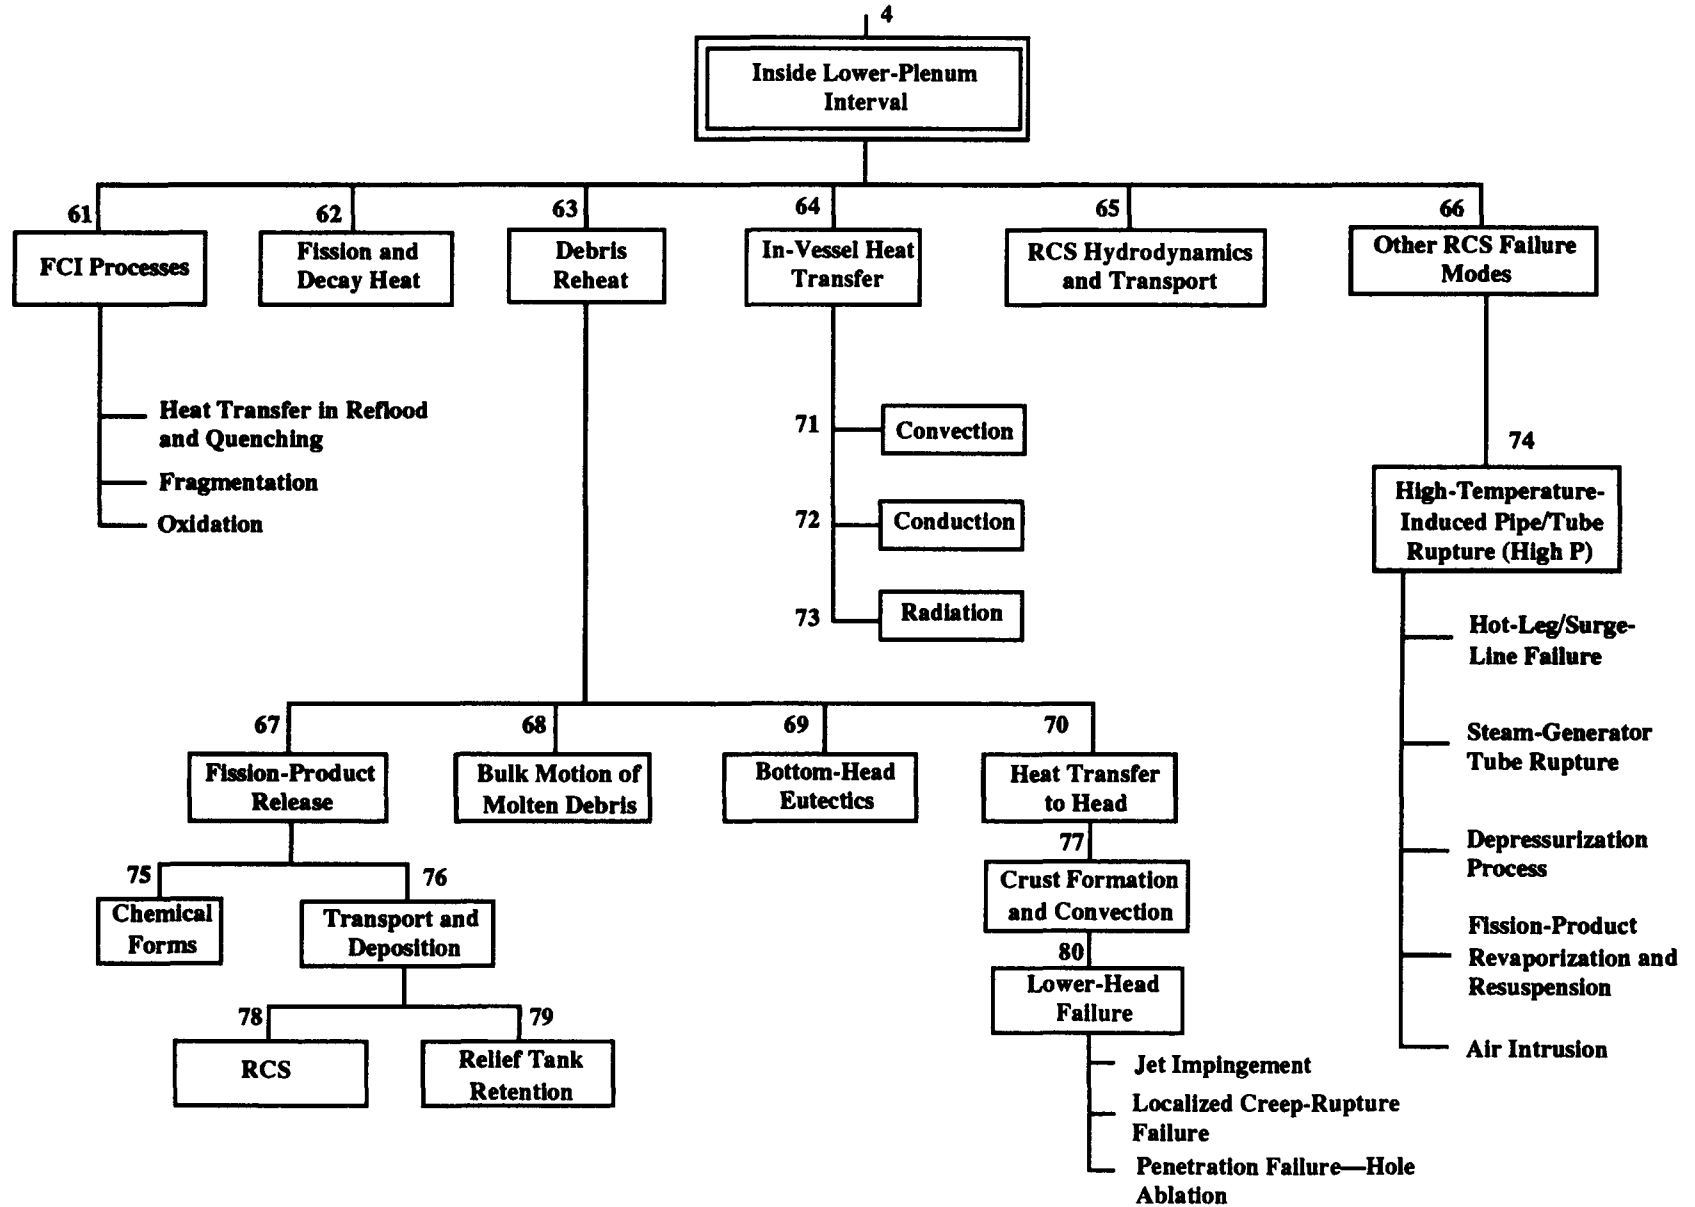 4
Inside Lower-Plenum
Interval
61
62
63
64
65
66
FCI Processes
Fission and
Decay Heat
Debris
Reheat
In-Vessel Heat
Transfer
RCS Hydrodynamics
and Transport
Other RCS Failure
Modes
Heat Transfer in Reflood
and Quenching
Fragmentation
Oxidation
71
Convection
72
Conduction
73
Radiation
74
High-Temperature-
Induced Pipe/Tube
Rupture (High P)
Hot-Leg/Surge-
Line Failure
Steam-Generator
Tube Rupture
Depressurization
Process
Fission-Product
Revaporization and
Resuspension
Air Intrusion
67
68
69
70
Fission-Product
Release
Bulk Motion of
Molten Debris
Bottom-Head
Eutectics
Heat Transfer
to Head
75
76
77
Chemical
Forms
Transport and
Deposition
Crust Formation
and Convection
78
79
80
RCS
Relief Tank
Retention
Lower-Head
Failure
Jet Impingement
Localized Creep-Rupture
Failure
Penetration Failure—Hole
Ablation